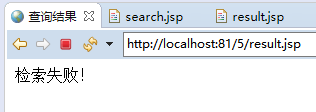 查询结果 search.jsp result.jsp
http://localhost:81/5/result.jsp
检索失败!